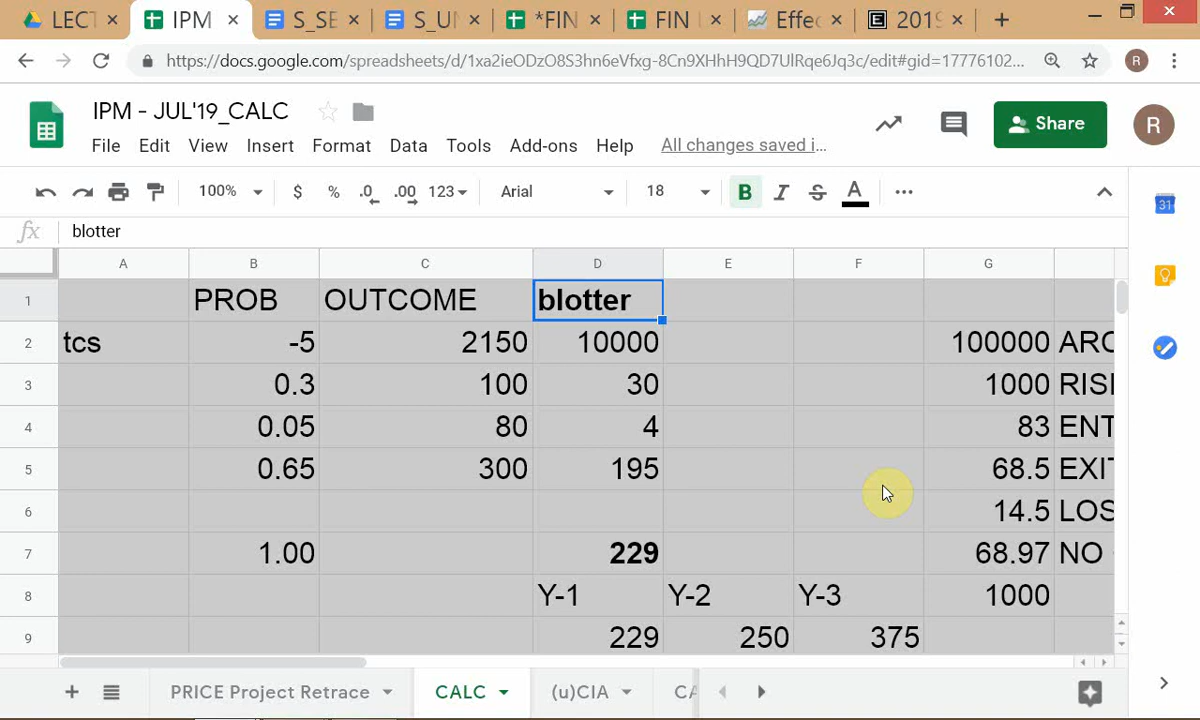 LECT
IPM
S_SE
S_UN
*FIN
FIN U
Effec
2019
https://docs.google.com/spreadsheets/d/1xa2ieODzO8S3hn6eVfxg-8Cn9XHhH9QD7UlRqe6Jq3c/edit#gid=17776102...
R
IPM - JUL'19_CALC
File Edit View Insert Format Data Tools Add-ons Help All changes saved i...
Share
R
100% $ % .0 .00 123 Arial 18 B I S A
31
fx blotter
A B C D E F G
1 PROB OUTCOME blotter
2 tcs -5 2150 10000 100000 ARC
3 0.3 100 30 1000 RISI
4 0.05 80 4 83 ENT
5 0.65 300 195 68.5 EXIT
6 14.5 LOS
7 1.00 229 68.97 NO
8 Y-1 Y-2 Y-3 1000
9 229 250 375
PRICE Project Retrace CALC (u)CIA CA